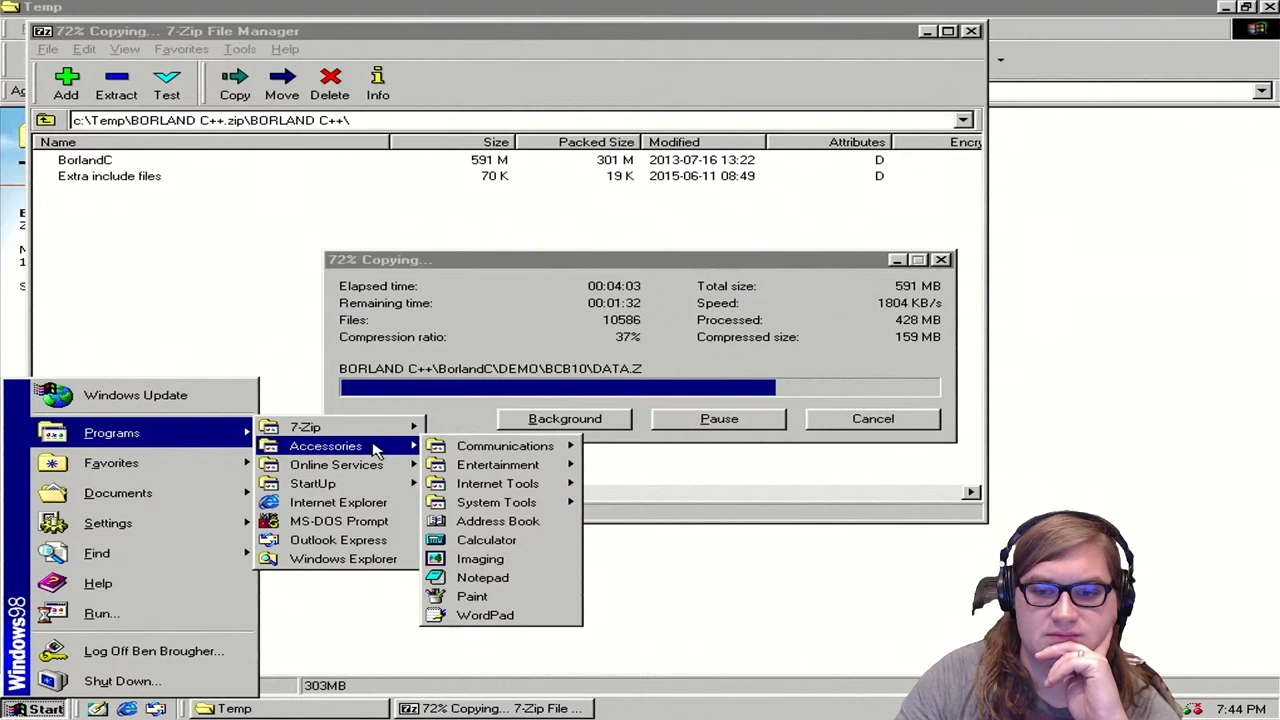 Temp
72% Copying... 7-Zip File Manager
File Edit View Favorites Tools Help
Add Extract Test Copy Move Delete Info
c:\Temp\BORLAND C++.zip\BORLAND C++\
Name Size Packed Size Modified Attributes Encry
BorlandC 591 M 301 M 2013-07-16 13:22 D
Extra include files 70 K 19 K 2015-06-11 08:49 D
72% Copying...
Elapsed time: 00:04:03 Total size: 591 MB
Remaining time: 00:01:32 Speed: 1804 KB/s
Files: 10586 Processed: 428 MB
Compression ratio: 37% Compressed size: 159 MB
BORLAND C++\BorlandC\DEMO\BCB10\DATA.Z
Background Pause Cancel
Windows Update
Programs
Favorites
Documents
Settings
Find
Help
Run...
Log Off Ben Brougher...
Shut Down...
Windows98
7-Zip
Accessories
Online Services
StartUp
Internet Explorer
MS-DOS Prompt
Outlook Express
Windows Explorer
Communications
Entertainment
Internet Tools
System Tools
Address Book
Calculator
Imaging
Notepad
Paint
WordPad
303MB
Start Temp 72% Copying... 7-Zip File ... 7:44 PM